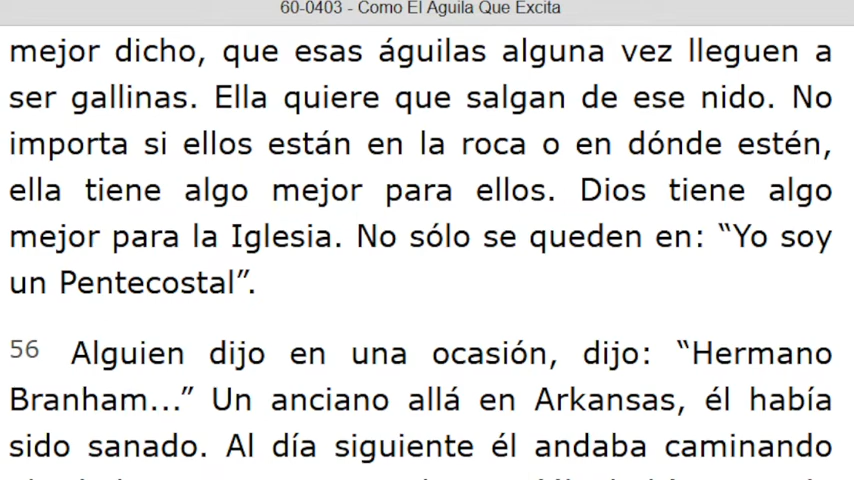 60-0403 - Como El Aguila Que Excita
mejor dicho, que esas águilas alguna vez lleguen a
ser gallinas. Ella quiere que salgan de ese nido. No
importa si ellos están en la roca o en dónde estén,
ella tiene algo mejor para ellos. Dios tiene algo
mejor para la Iglesia. No sólo se queden en: “Yo soy
un Pentecostal”.
56 Alguien dijo en una ocasión, dijo: “Hermano
Branham...” Un anciano allá en Arkansas, él había
sido sanado. Al día siguiente él andaba caminando